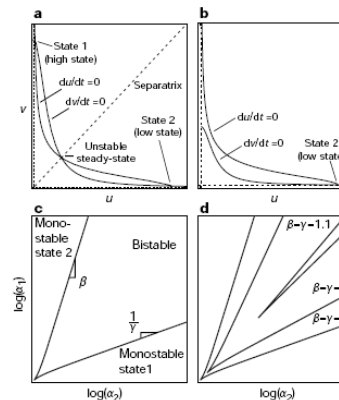 a
State 1
(high state)
du/dt=0
dv/dt=0
Separatrix
State 2
(low state)
Unstable
steady-state
v
u
b
du/dt=0
dv/dt=0
State 2
(low state)
u
c
Mono-
stable
state 2
Bistable
β
1
γ
Monostable
state1
log(α₁)
log(α₂)
d
β–γ–1.1
β–γ–
β–γ–
log(α₂)